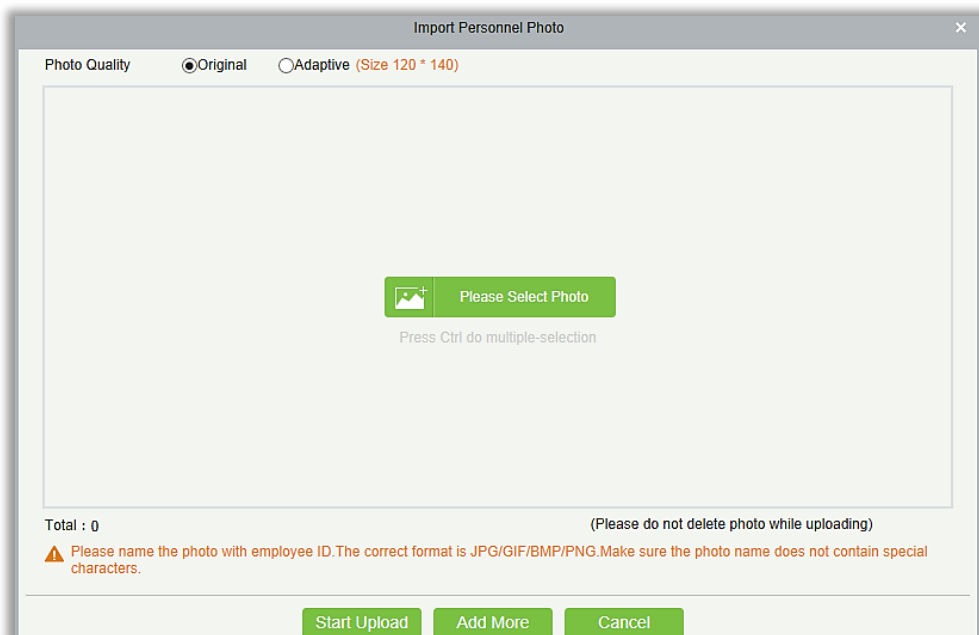 Import Personnel Photo ×
Photo Quality Original Adaptive (Size 120 * 140)
Please Select Photo
Press Ctrl do multiple-selection
Total : 0 (Please do not delete photo while uploading)
Please name the photo with employee ID.The correct format is JPG/GIF/BMP/PNG.Make sure the photo name does not contain special
characters.
Start Upload Add More Cancel